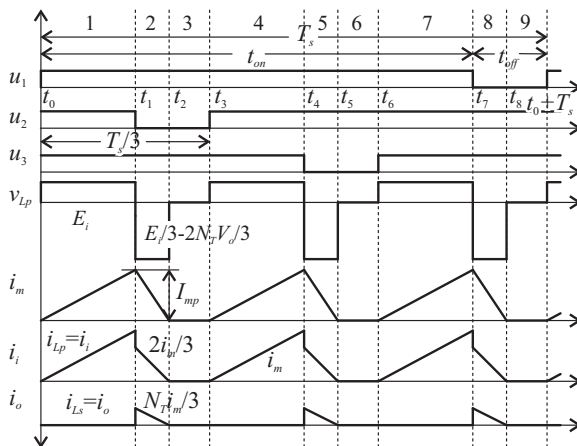 1 2 3 4 5 6 7 8 9
T_s
t_on t_off
u_1
t_0 t_1 t_2 t_3 t_4 t_5 t_6 t_7 t_8 t_0+T_s
u_2
T_s/3
u_3
v_Lp
E_i
E_i/3-2N_TV_o/3
i_m
I_mp
i_i
i_Lp=i_i
2i_m/3
i_m
i_o
i_Ls=i_o
N_Ti_m/3